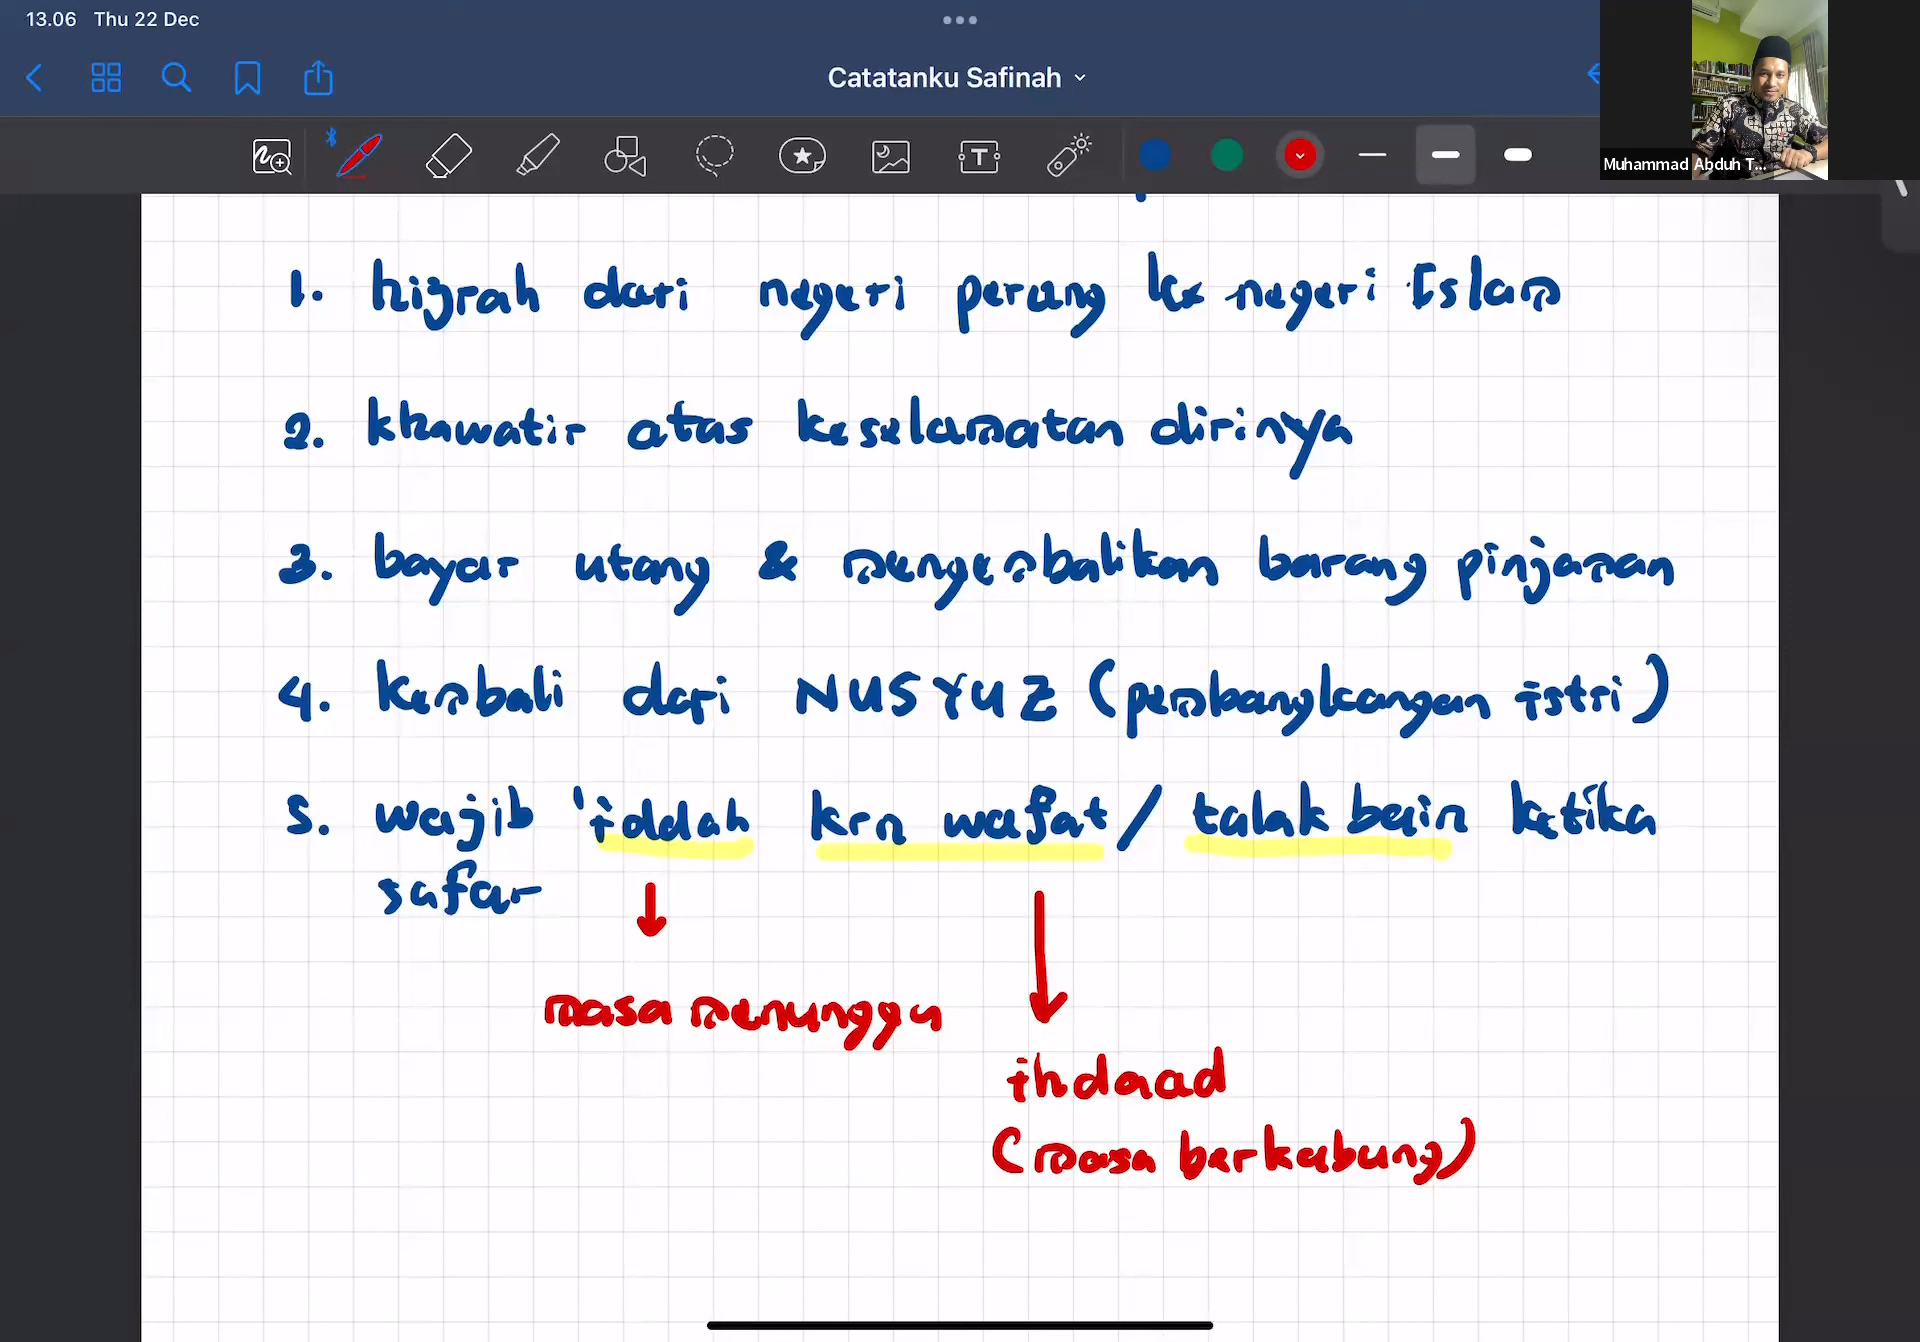 13.06 Thu 22 Dec
Catatanku Safinah
Muhammad Abduh T...
1. hijrah dari negeri perang ke negeri Islam
2. khawatir atas keselamatan dirinya
3. bayar utang & mengembalikan barang pinjaman
4. kembali dari NUSYUZ (pembangkangan istri)
5. wajib 'iddah krn wafat / talak bain ketika
safar
masa menunggu
ihdaad
(masa berkabung)